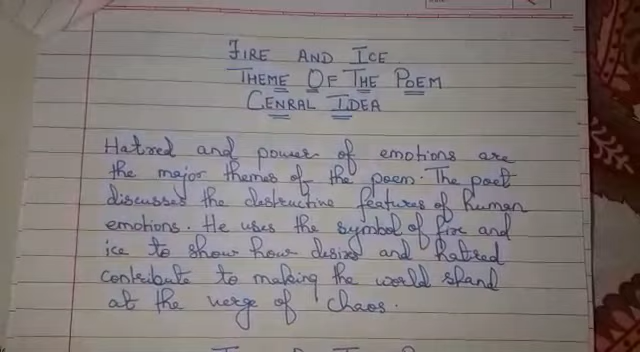 FIRE AND ICE
THEME OF THE POEM
CENRAL IDEA
Hatred and power of emotions are
the major themes of the poem. The poet
discusses the destructive features of human
emotions. He uses the symbol of fire and
ice to show how desires and hatred
contribute to making the world stand
at the verge of chaos.